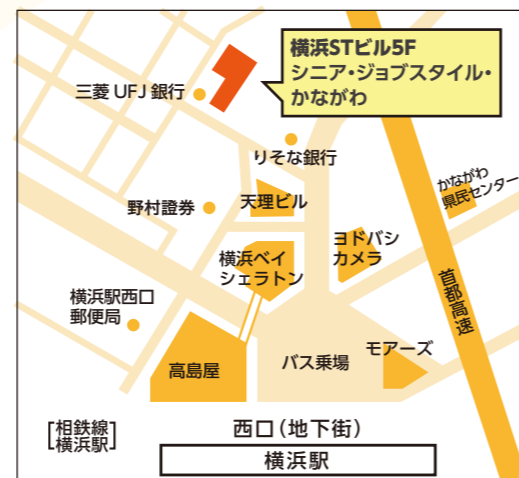 横浜STビル5F
シニア・ジョブスタイル・
かながわ
三菱UFJ銀行
りそな銀行
かながわ
県民センター
天理ビル
野村證券
ヨドバシ
カメラ
横浜ベイ
シェラトン
首都高速
横浜駅西口
郵便局
モアーズ
バス乗場
高島屋
[相鉄線
横浜駅]
西口(地下街)
横浜駅